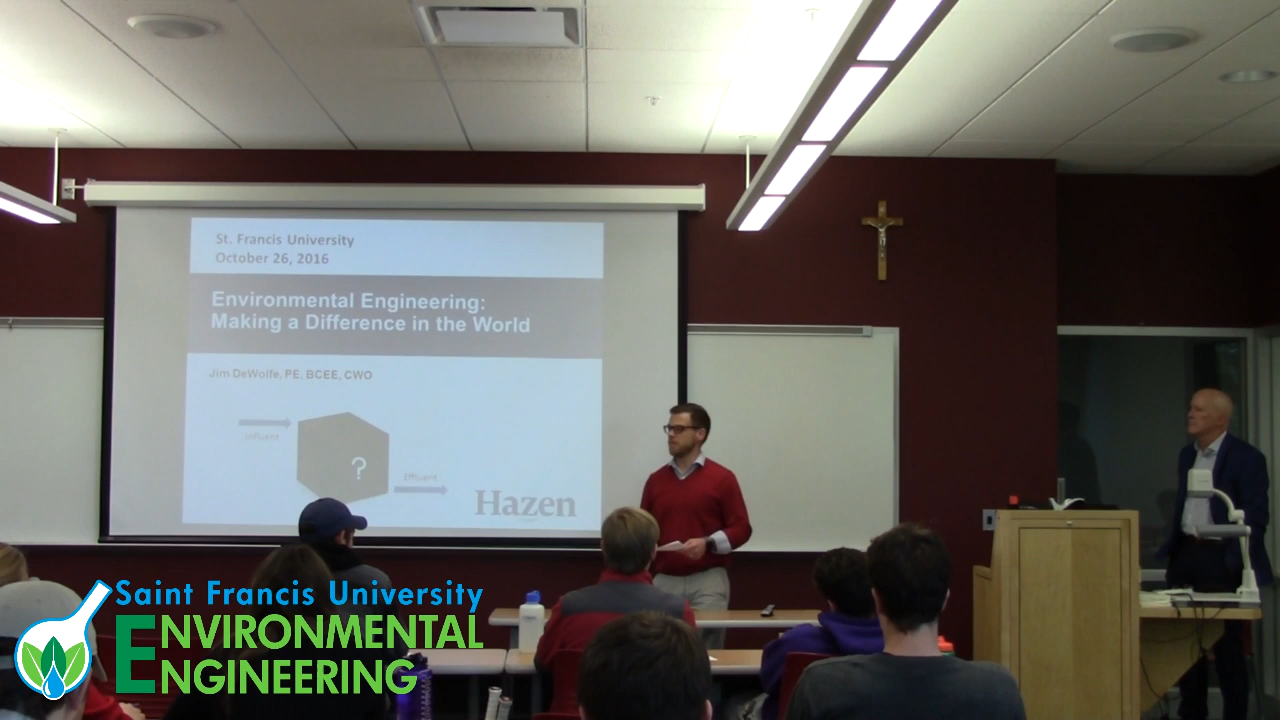 St. Francis University
October 26, 2016
Environmental Engineering:
Making a Difference in the World
Jim DeWolfe, PE, BCEE, CWO
Influent
?
Effluent
Hazen
Saint Francis University
ENVIRONMENTAL
ENGINEERING